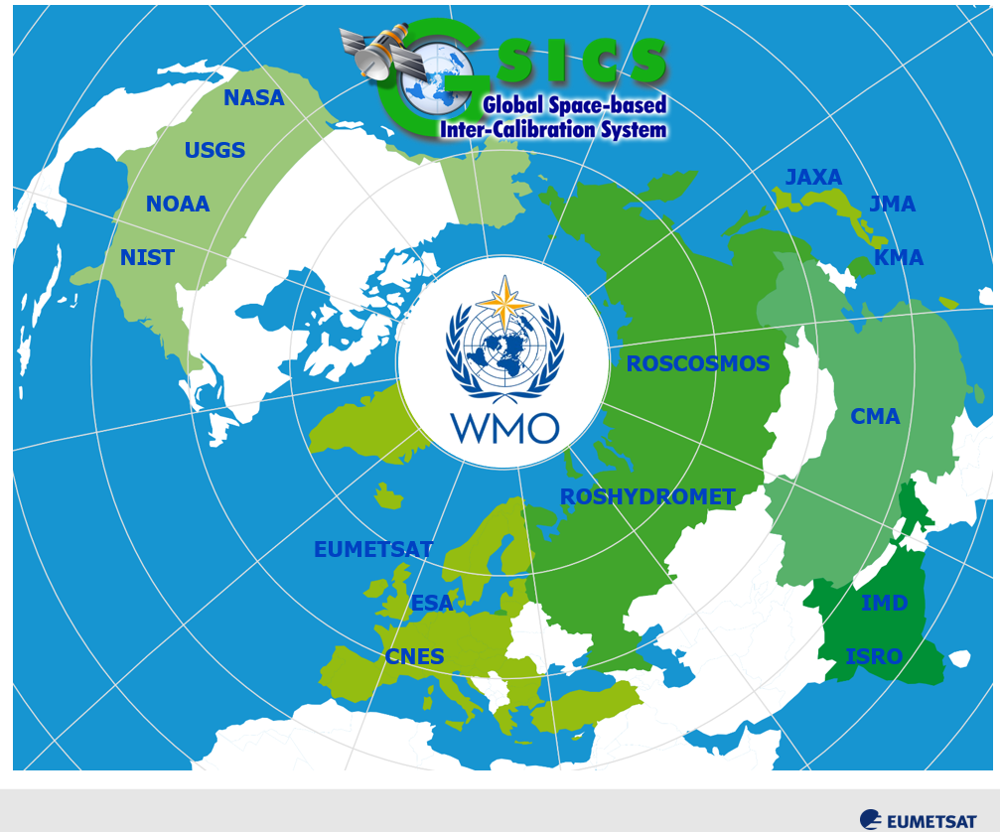 GSICS
Global Space-based
Inter-Calibration System
NASA
USGS
NOAA
NIST
JAXA
JMA
KMA
WMO
ROSCOSMOS
CMA
ROSHYDROMET
EUMETSAT
ESA
CNES
IMD
ISRO
EUMETSAT